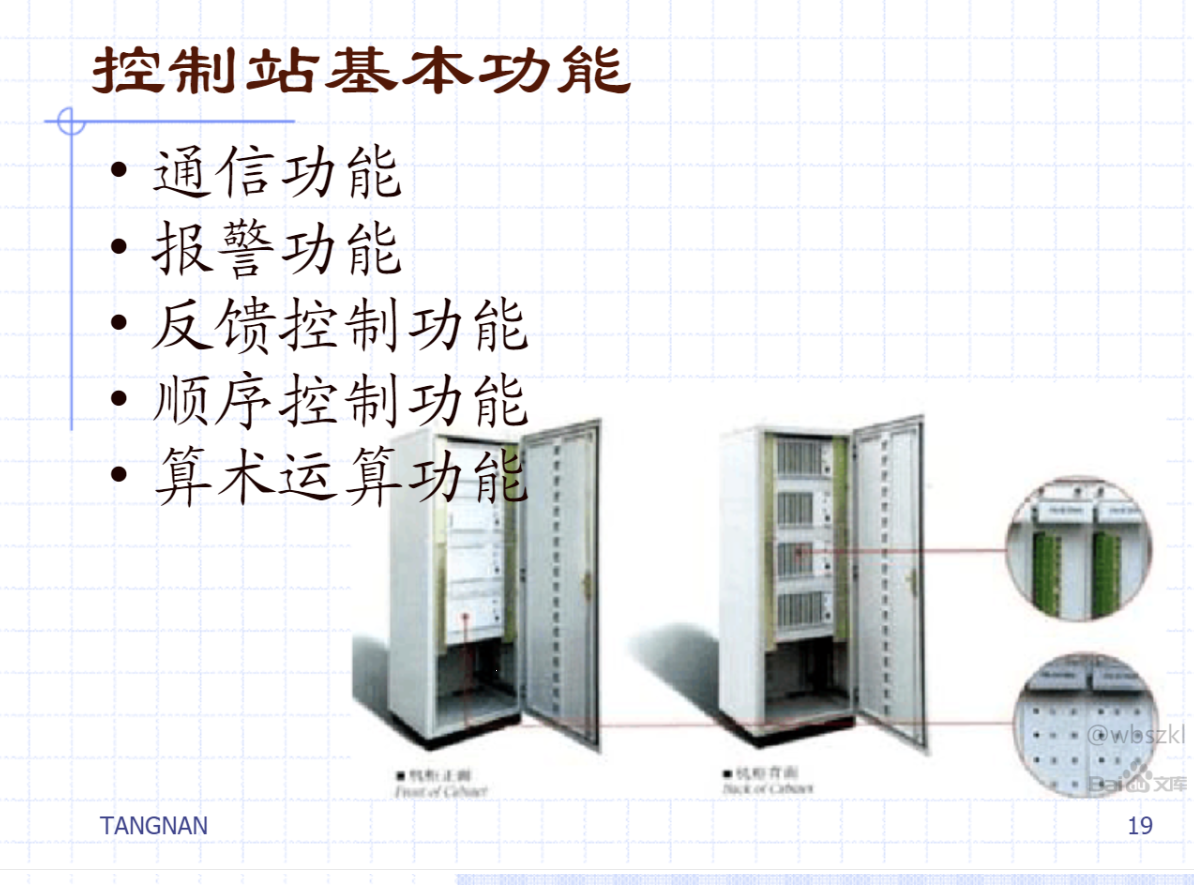 控制站基本功能
• 通信功能
• 报警功能
• 反馈控制功能
• 顺序控制功能
• 算术运算功能
■ 机柜正面
Front of Cabinet
■ 机柜背面
Back of Cabinet
@wbszkl
Bai 文库
TANGNAN
19